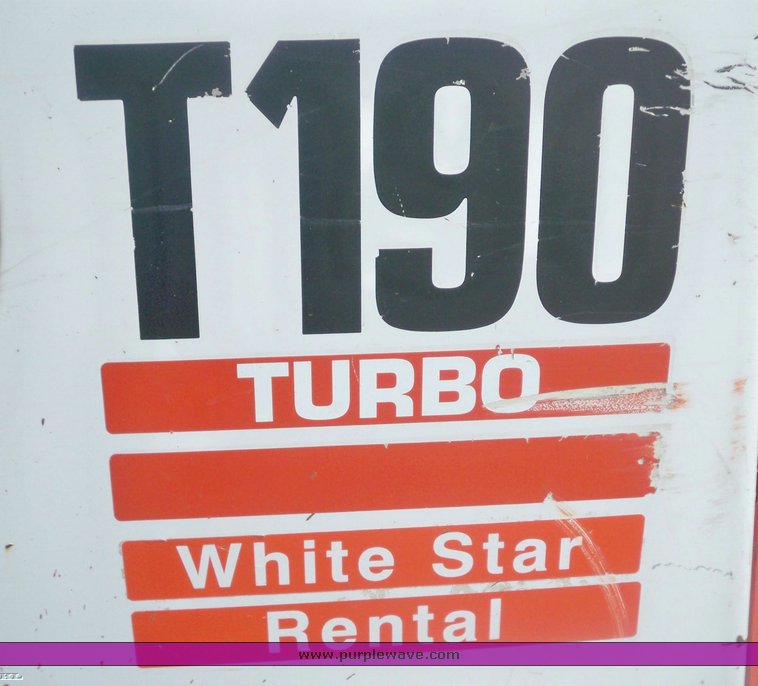 T190
TURBO
White Star
Rental
www.purplewave.com